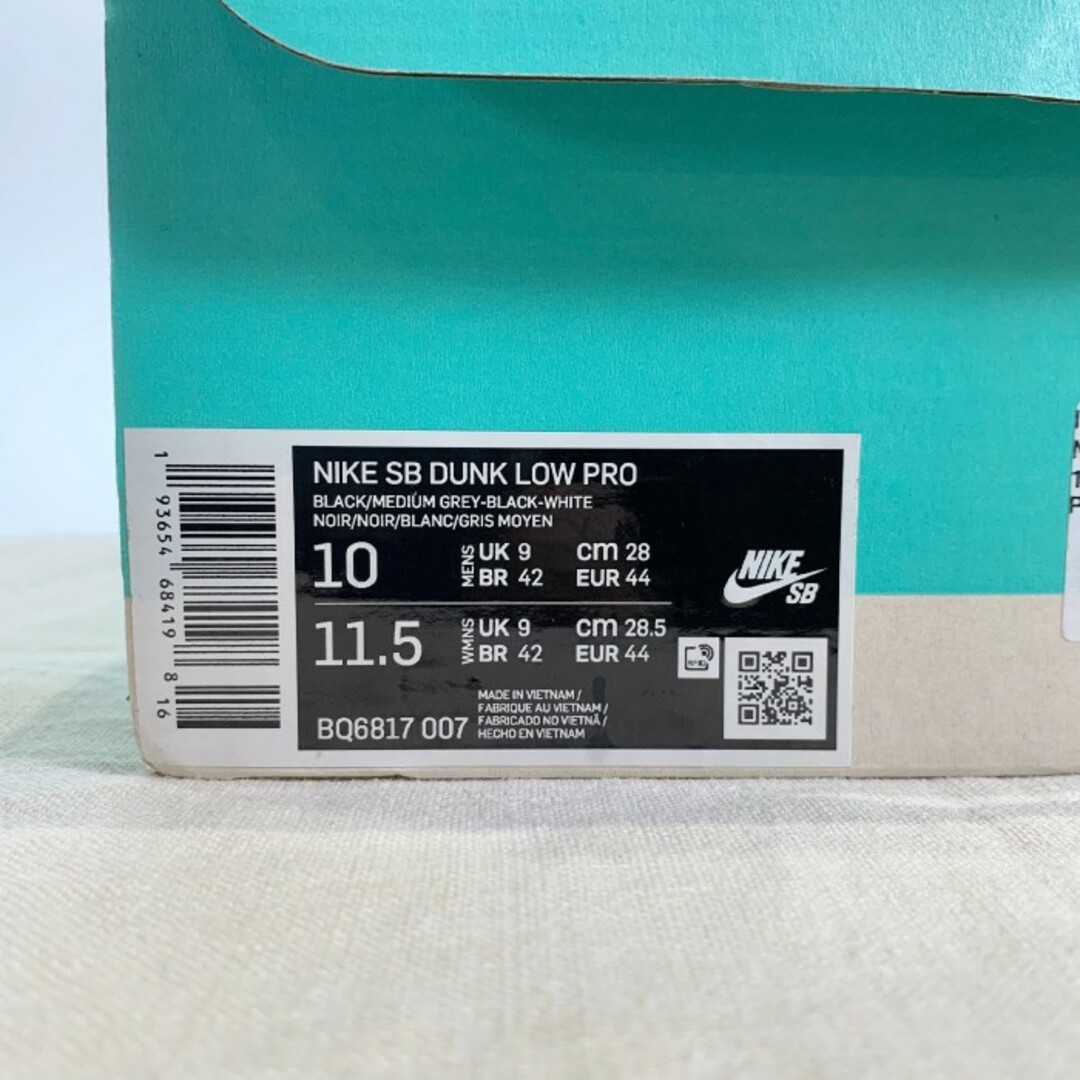 NIKE SB DUNK LOW PRO
BLACK/MEDIUM GREY-BLACK-WHITE
NOIR/NOIR/BLANC/GRIS MOYEN
10 MENS UK 9 cm 28
BR 42 EUR 44
11.5 WMNS UK 9 cm 28.5
BR 42 EUR 44
NIKE
SB
MADE IN VIETNAM /
FABRIQUE AU VIETNAM /
FABRICADO NO VIETNÃ /
HECHO EN VIETNAM
BQ6817 007
1 93654 68419 8 16